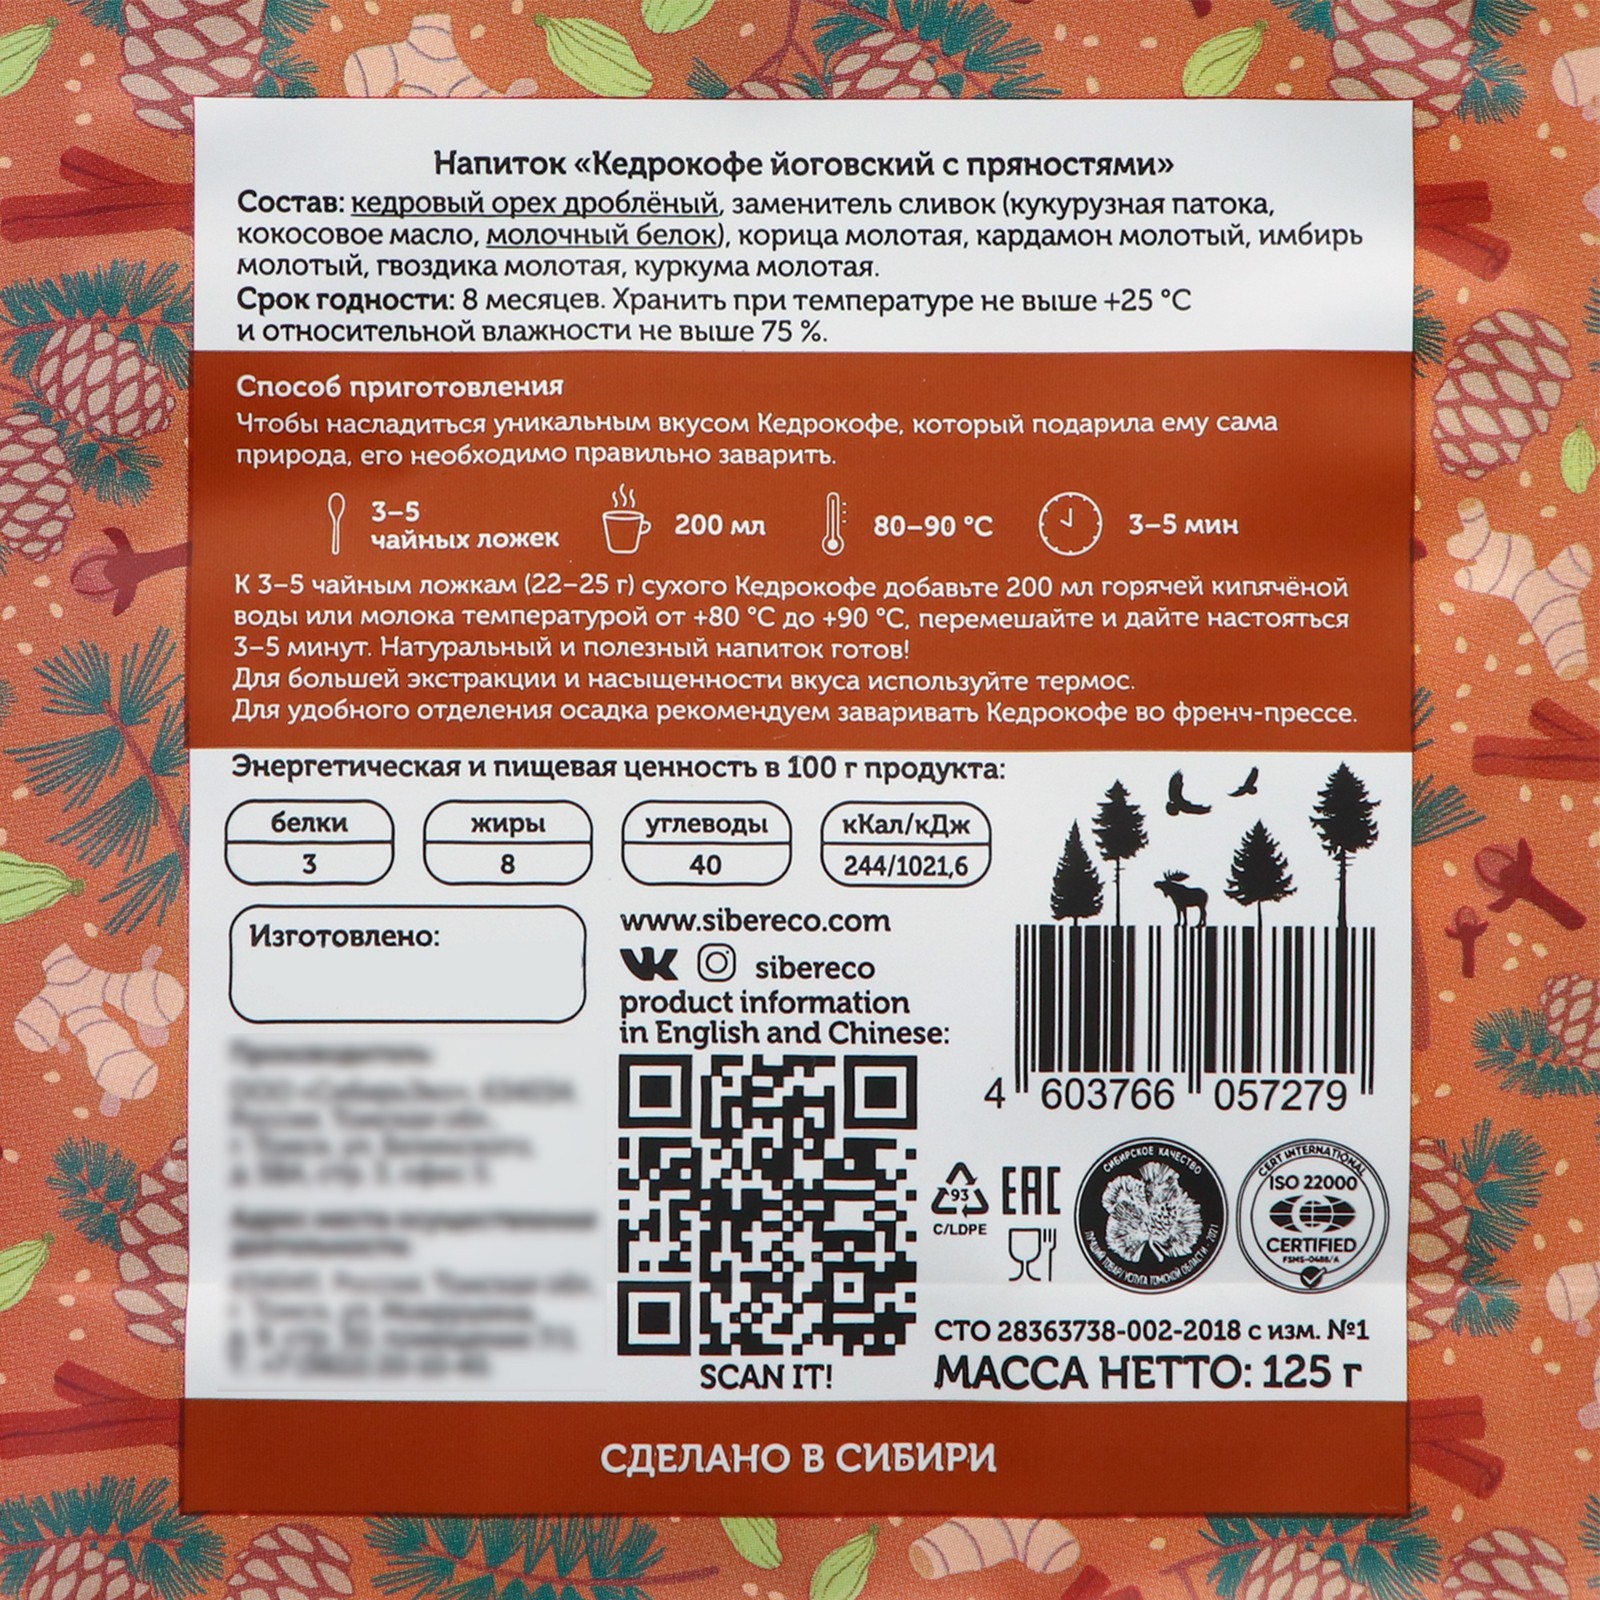 Напиток «Кедрокофе йоговский с пряностями»
Состав: кедровый орех дроблёный, заменитель сливок (кукурузная патока,
кокосовое масло, молочный белок), корица молотая, кардамон молотый, имбирь
молотый, гвоздика молотая, куркума молотая.
Срок годности: 8 месяцев. Хранить при температуре не выше +25 °C
и относительной влажности не выше 75 %.
Способ приготовления
Чтобы насладиться уникальным вкусом Кедрокофе, который подарила ему сама
природа, его необходимо правильно заварить.
3–5
чайных ложек
200 мл
80–90 °C
3–5 мин
К 3–5 чайным ложкам (22–25 г) сухого Кедрокофе добавьте 200 мл горячей кипячёной
воды или молока температурой от +80 °C до +90 °C, перемешайте и дайте настояться
3–5 минут. Натуральный и полезный напиток готов!
Для большей экстракции и насыщенности вкуса используйте термос.
Для удобного отделения осадка рекомендуем заваривать Кедрокофе во френч-прессе.
Энергетическая и пищевая ценность в 100 г продукта:
белки
3
жиры
8
углеводы
40
кКал/кДж
244/1021,6
Изготовлено:
www.sibereco.com
sibereco
product information
in English and Chinese:
SCAN IT!
4 603766 057279
93
C/LDPE
EAC
СИБИРСКОЕ КАЧЕСТВО
ЛУЧШИЙ ТОВАР/УСЛУГА ТОМСКОЙ ОБЛАСТИ - 2021
CERT INTERNATIONAL
ISO 22000
CERTIFIED
FSMS-0488/A
СТО 28363738-002-2018 с изм. №1
МАССА НЕТТО: 125 г
СДЕЛАНО В СИБИРИ